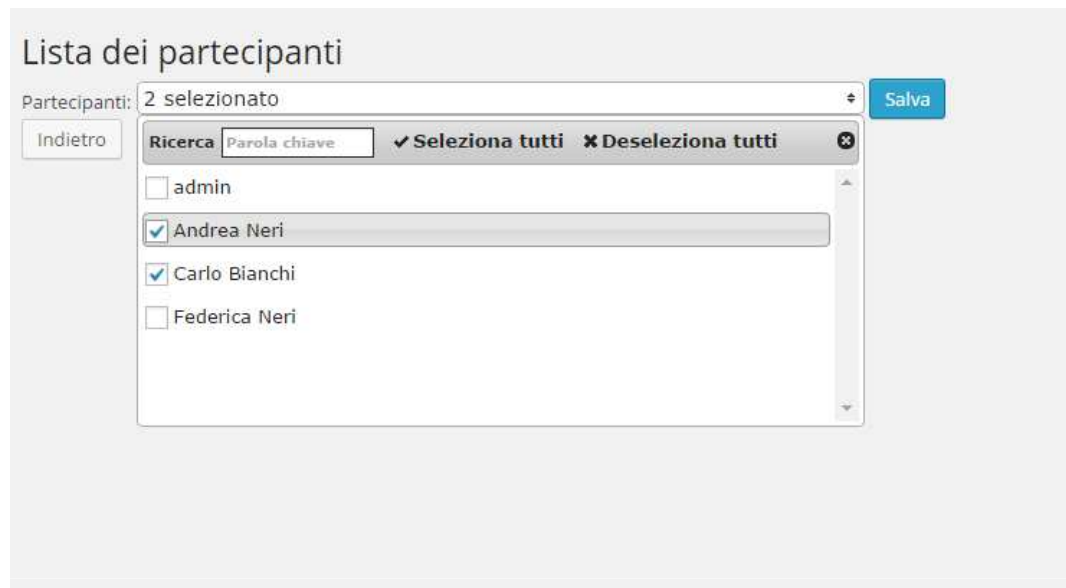 Lista dei partecipanti
Partecipanti: 2 selezionato Salva
Indietro
Ricerca Parola chiave Seleziona tutti Deseleziona tutti
admin
Andrea Neri
Carlo Bianchi
Federica Neri